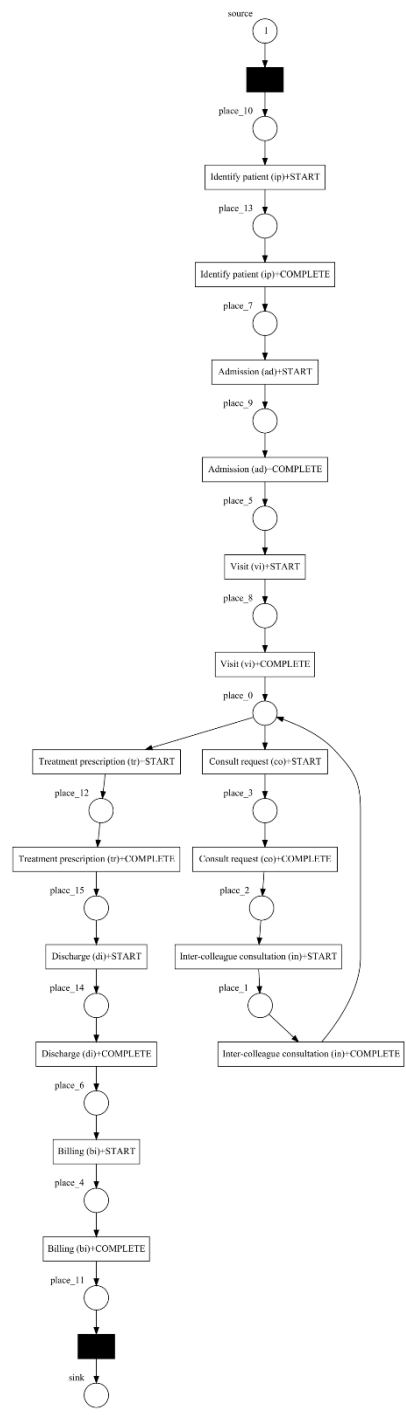 source
1
place_10
Identify patient (ip)+START
place_13
Identify patient (ip)+COMPLETE
place_7
Admission (ad)+START
place_9
Admission (ad)+COMPLETE
place_5
Visit (vi)+START
place_8
Visit (vi)+COMPLETE
place_0
Treatment prescription (tr)+START
Consult request (co)+START
place_12
place_3
Treatment prescription (tr)+COMPLETE
Consult request (co)+COMPLETE
place_15
place_2
Discharge (di)+START
Inter-colleague consultation (in)+START
place_14
place_1
Discharge (di)+COMPLETE
Inter-colleague consultation (in)+COMPLETE
place_6
Billing (bi)+START
place_4
Billing (bi)+COMPLETE
place_11
sink